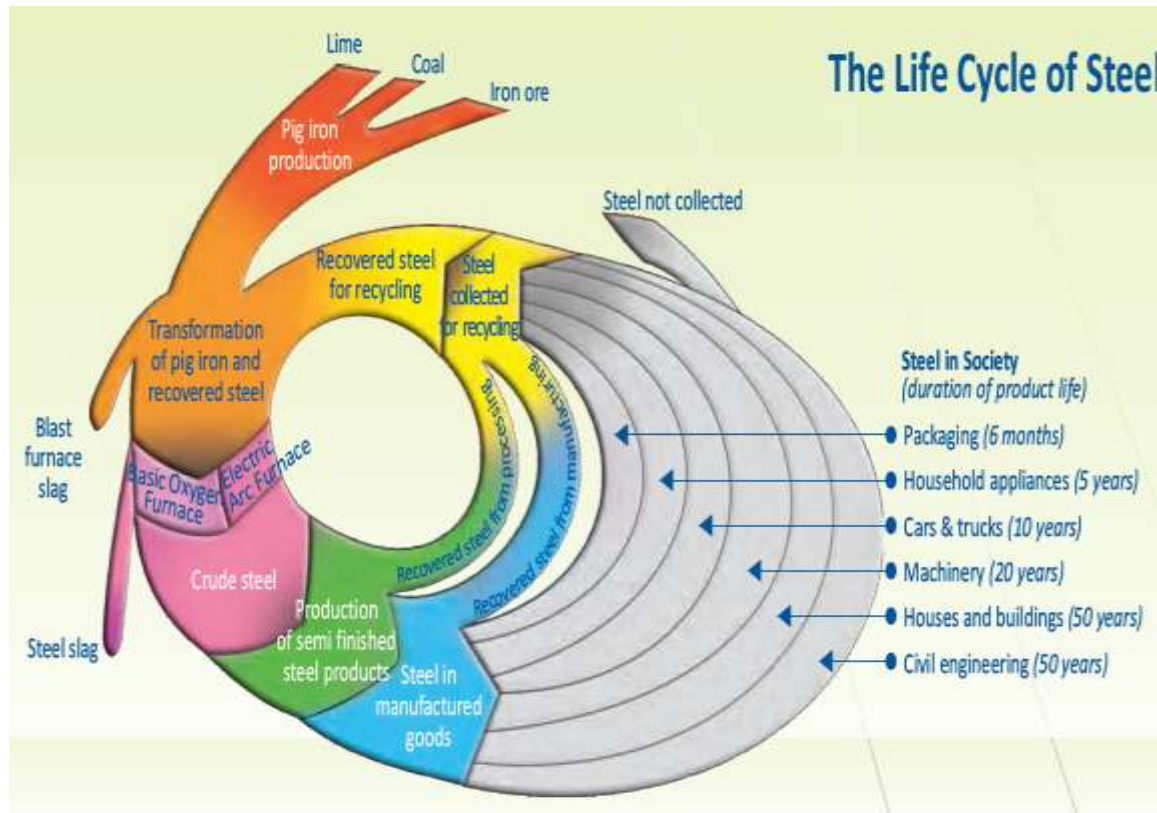 Lime
Coal
Iron ore
The Life Cycle of Steel
Pig iron
production
Steel not collected
Recovered steel
for recycling
Steel
collected
for recycling
Transformation
of pig iron and
recovered steel
Steel in Society
(duration of product life)
Packaging (6 months)
Household appliances (5 years)
Cars & trucks (10 years)
Machinery (20 years)
Houses and buildings (50 years)
Civil engineering (50 years)
Blast
furnace
slag
Basic Oxygen
Furnace
Electric
Arc Furnace
Recovered steel from processing
Recovered steel from manufacturing
Crude steel
Production
of semi finished
steel products
Steel slag
Steel in
manufactured
goods